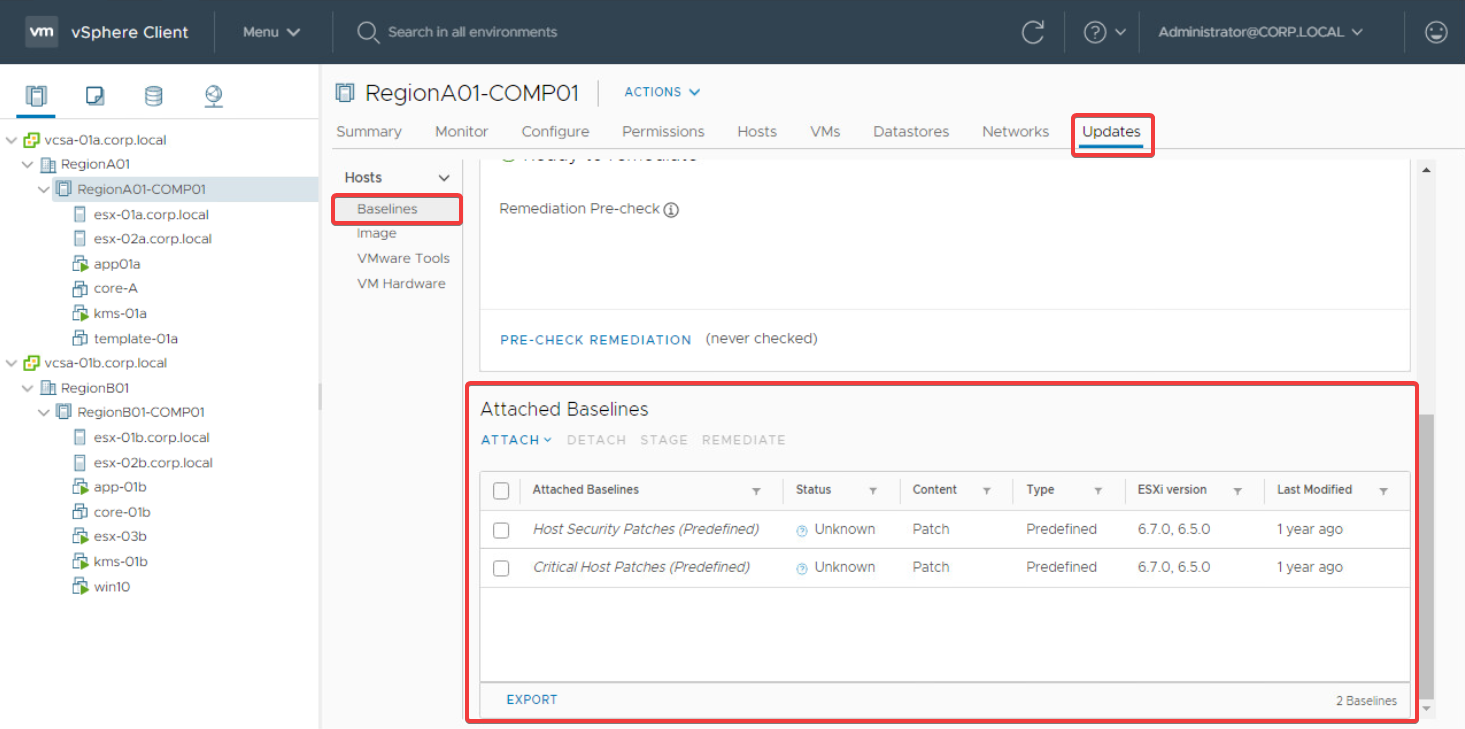 vm vSphere Client Menu Search in all environments Administrator@CORP.LOCAL
RegionA01-COMP01 ACTIONS
Summary Monitor Configure Permissions Hosts VMs Datastores Networks Updates
vcsa-01a.corp.local
RegionA01
RegionA01-COMP01
esx-01a.corp.local
esx-02a.corp.local
app01a
core-A
kms-01a
template-01a
vcsa-01b.corp.local
RegionB01
RegionB01-COMP01
esx-01b.corp.local
esx-02b.corp.local
app-01b
core-01b
esx-03b
kms-01b
win10
Hosts
Baselines
Image
VMware Tools
VM Hardware
Ready to remediate
Remediation Pre-check
PRE-CHECK REMEDIATION (never checked)
Attached Baselines
ATTACH DETACH STAGE REMEDIATE
Attached Baselines Status Content Type ESXi version Last Modified
Host Security Patches (Predefined) Unknown Patch Predefined 6.7.0, 6.5.0 1 year ago
Critical Host Patches (Predefined) Unknown Patch Predefined 6.7.0, 6.5.0 1 year ago
EXPORT 2 Baselines